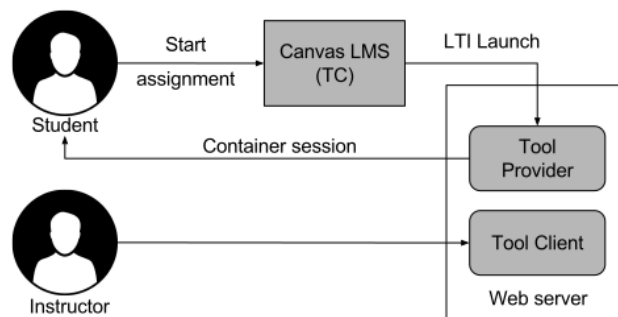 Start
assignment
Canvas LMS
(TC)
LTI Launch
Student
Container session
Tool
Provider
Tool Client
Instructor
Web server